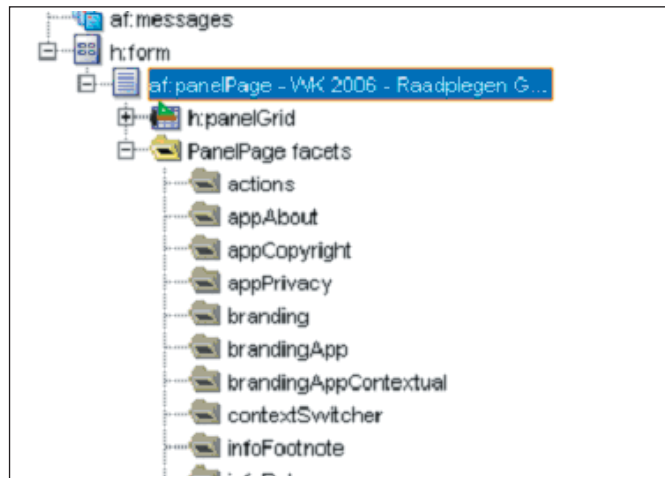 af:messages
h:form
af:panelPage - WK 2006 - Raadplegen G...
h:panelGrid
PanelPage facets
actions
appAbout
appCopyright
appPrivacy
branding
brandingApp
brandingAppContextual
contextSwitcher
infoFootnote